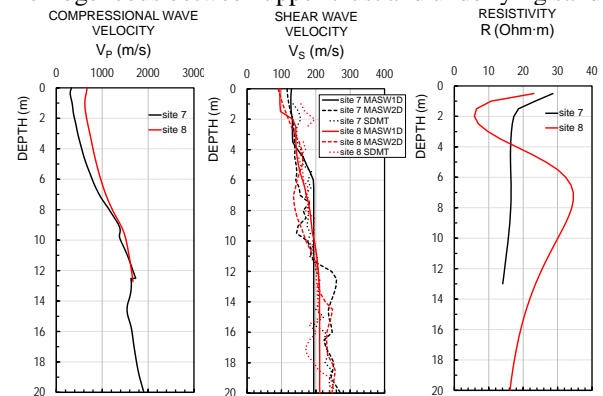 COMPRESSIONAL WAVE
VELOCITY
VP (m/s)
0 1000 2000 3000
DEPTH (m)
0
2
4
6
8
10
12
14
16
18
20
site 7
site 8
SHEAR WAVE
VELOCITY
VS (m/s)
0 100 200 300 400
DEPTH (m)
0
2
4
6
8
10
12
14
16
18
20
site 7 MASW1D
site 7 MASW2D
site 7 SDMT
site 8 MASW1D
site 8 MASW2D
site 8 SDMT
RESISTIVITY
R (Ohm·m)
0 10 20 30 40
DEPTH (m)
0
2
4
6
8
10
12
14
16
18
20
site 7
site 8